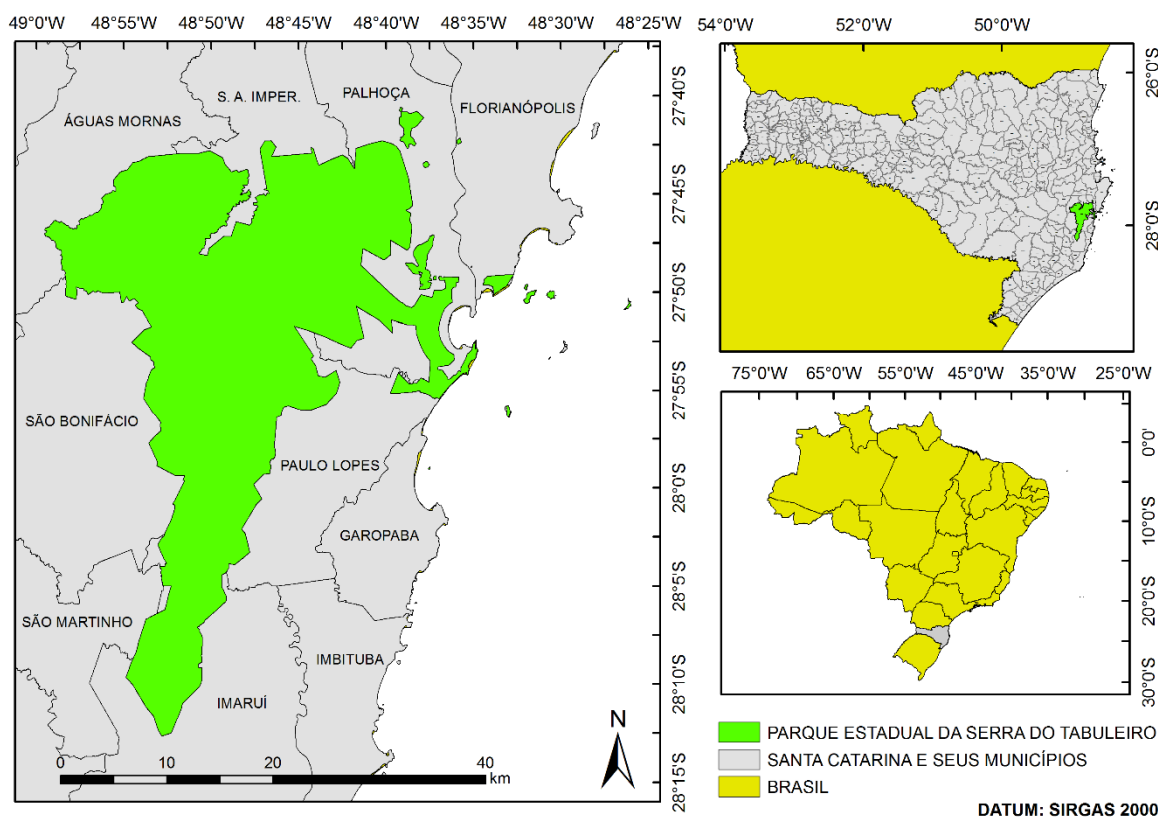 49°0'W 48°55'W 48°50'W 48°45'W 48°40'W 48°35'W 48°30'W
27°40'S
27°45'S
27°50'S
27°55'S
28°0'S
28°5'S
28°10'S
28°15'S
PALHOÇA
S. A. IMPER.
FLORIANÓPOLIS
ÁGUAS MORNAS
SÃO BONIFÁCIO
PAULO LOPES
GAROPABA
SÃO MARTINHO
IMBITUBA
IMARUÍ
N
0 10 20 40
km
54°0'W 52°0'W 50°0'W
26°0'S
28°0'S
75°0'W 65°0'W 55°0'W 45°0'W 35°0'W 25°0'W
0°0'
10°0'S
20°0'S
30°0'S
PARQUE ESTADUAL DA SERRA DO TABULEIRO
SANTA CATARINA E SEUS MUNICÍPIOS
BRASIL
DATUM: SIRGAS 2000